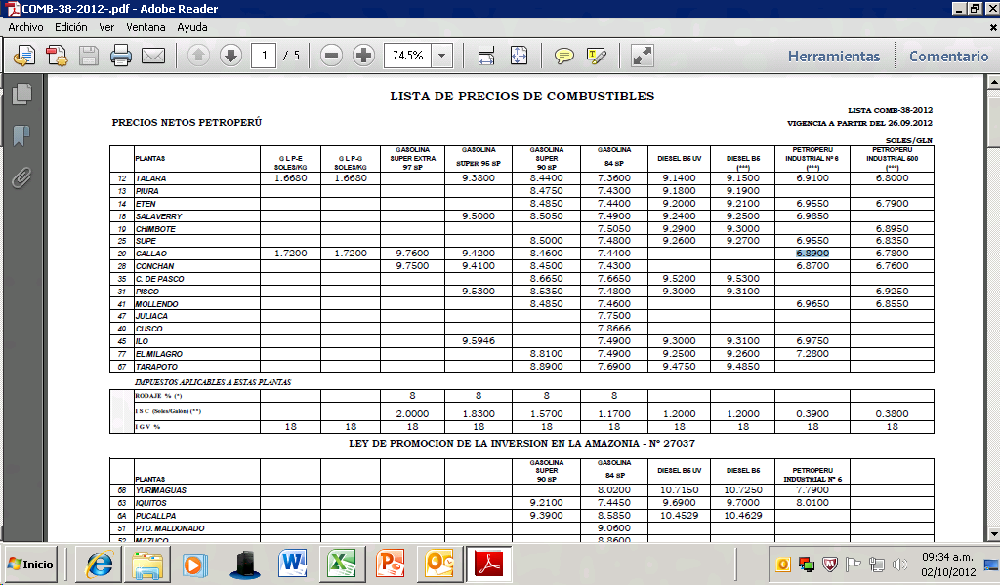 COMB-38-2012-.pdf - Adobe Reader
Archivo Edición Ver Ventana Ayuda
1 / 5 74.5% Herramientas Comentario
LISTA DE PRECIOS DE COMBUSTIBLES
LISTA COMB-38-2012
PRECIOS NETOS PETROPERÚ VIGENCIA A PARTIR DEL 26.09.2012
SOLES/GLN
PLANTAS G L P-E SOLES/KG G L P-G SOLES/KG GASOLINA SUPER EXTRA 97 SP GASOLINA SUPER 95 SP GASOLINA SUPER 90 SP GASOLINA 84 SP DIESEL B5 UV DIESEL B5 (***) PETROPERU INDUSTRIAL Nº 6 (***) PETROPERU INDUSTRIAL 500 (***)
12 TALARA 1.6680 1.6680 9.3800 8.4400 7.3600 9.1400 9.1500 6.9100 6.8000
13 PIURA 8.4750 7.4300 9.1800 9.1900
14 ETEN 8.4850 7.4400 9.2000 9.2100 6.9550 6.7900
18 SALAVERRY 9.5000 8.5050 7.4900 9.2400 9.2500 6.9850
19 CHIMBOTE 7.5050 9.2900 9.3000 6.8950
25 SUPE 8.5000 7.4800 9.2600 9.2700 6.9550 6.8350
20 CALLAO 1.7200 1.7200 9.7600 9.4200 8.4600 7.4400 6.8900 6.7800
28 CONCHAN 9.7500 9.4100 8.4500 7.4300 6.8700 6.7600
35 C. DE PASCO 8.6650 7.6650 9.5200 9.5300
31 PISCO 9.5300 8.5350 7.4800 9.3000 9.3100 6.9250
41 MOLLENDO 8.4850 7.4600 6.9650 6.8550
47 JULIACA 7.7500
49 CUSCO 7.8666
45 ILO 9.5946 7.4900 9.3000 9.3100 6.9750
77 EL MILAGRO 8.8100 7.4900 9.2500 9.2600 7.2800
67 TARAPOTO 8.8900 7.6900 9.4750 9.4850
IMPUESTOS APLICABLES A ESTAS PLANTAS
RODAJE % (*) 8 8 8 8
I S C (Soles/Galón) (**) 2.0000 1.8300 1.5700 1.1700 1.2000 1.2000 0.3900 0.3800
I G V % 18 18 18 18 18 18 18 18 18 18
LEY DE PROMOCION DE LA INVERSION EN LA AMAZONIA - Nº 27037
PLANTAS GASOLINA SUPER 90 SP GASOLINA 84 SP DIESEL B5 UV DIESEL B5 PETROPERU INDUSTRIAL Nº 6
68 YURIMAGUAS 8.0200 10.7150 10.7250 7.7900
63 IQUITOS 9.2100 7.4450 9.6900 9.7000 8.0100
6A PUCALLPA 9.3900 8.5850 10.4529 10.4629
51 PTO. MALDONADO 9.0600
52 MAZUCO 8.8600
Inicio 09:34 a.m.
02/10/2012